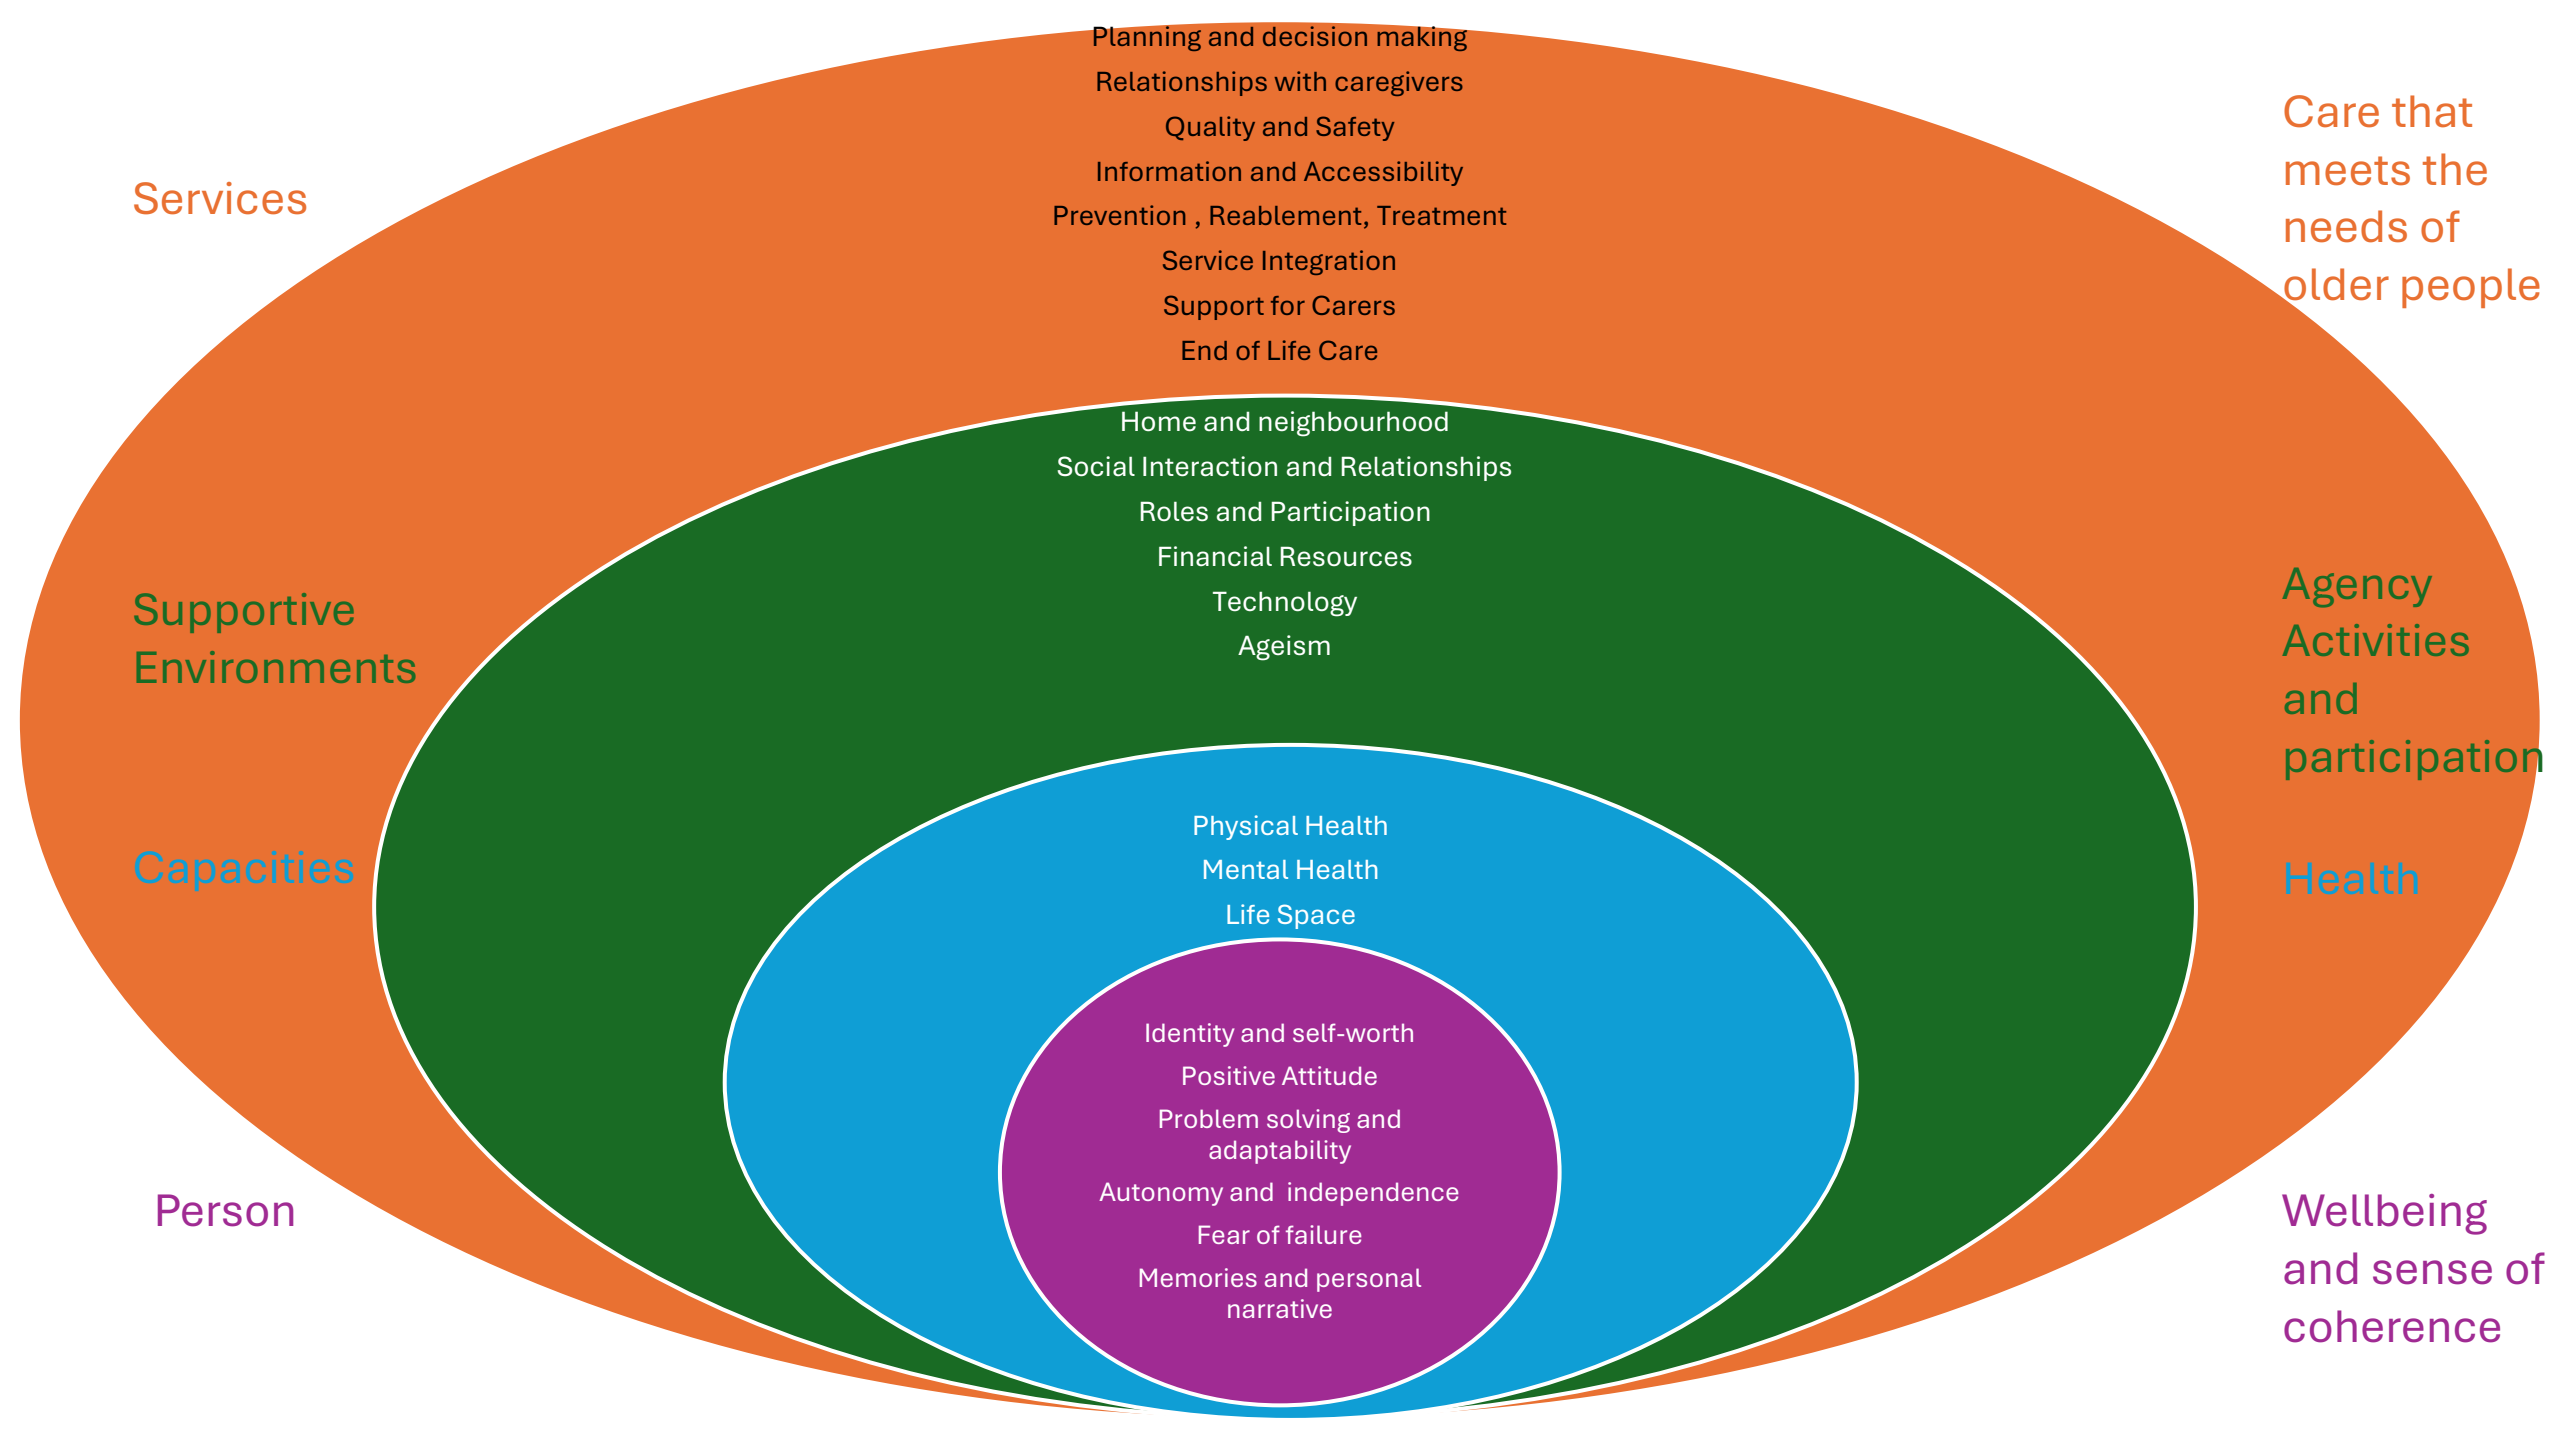 Planning and decision making
Relationships with caregivers
Quality and Safety
Information and Accessibility
Prevention , Reablement, Treatment
Service Integration
Support for Carers
End of Life Care
Services
Care that
meets the
needs of
older people
Home and neighbourhood
Social Interaction and Relationships
Roles and Participation
Financial Resources
Technology
Ageism
Supportive
Environments
Agency
Activities
and
participation
Physical Health
Mental Health
Life Space
Capacities
Health
Identity and self-worth
Positive Attitude
Problem solving and
adaptability
Autonomy and  independence
Fear of failure
Memories and personal
narrative
Person
Wellbeing
and sense of
coherence